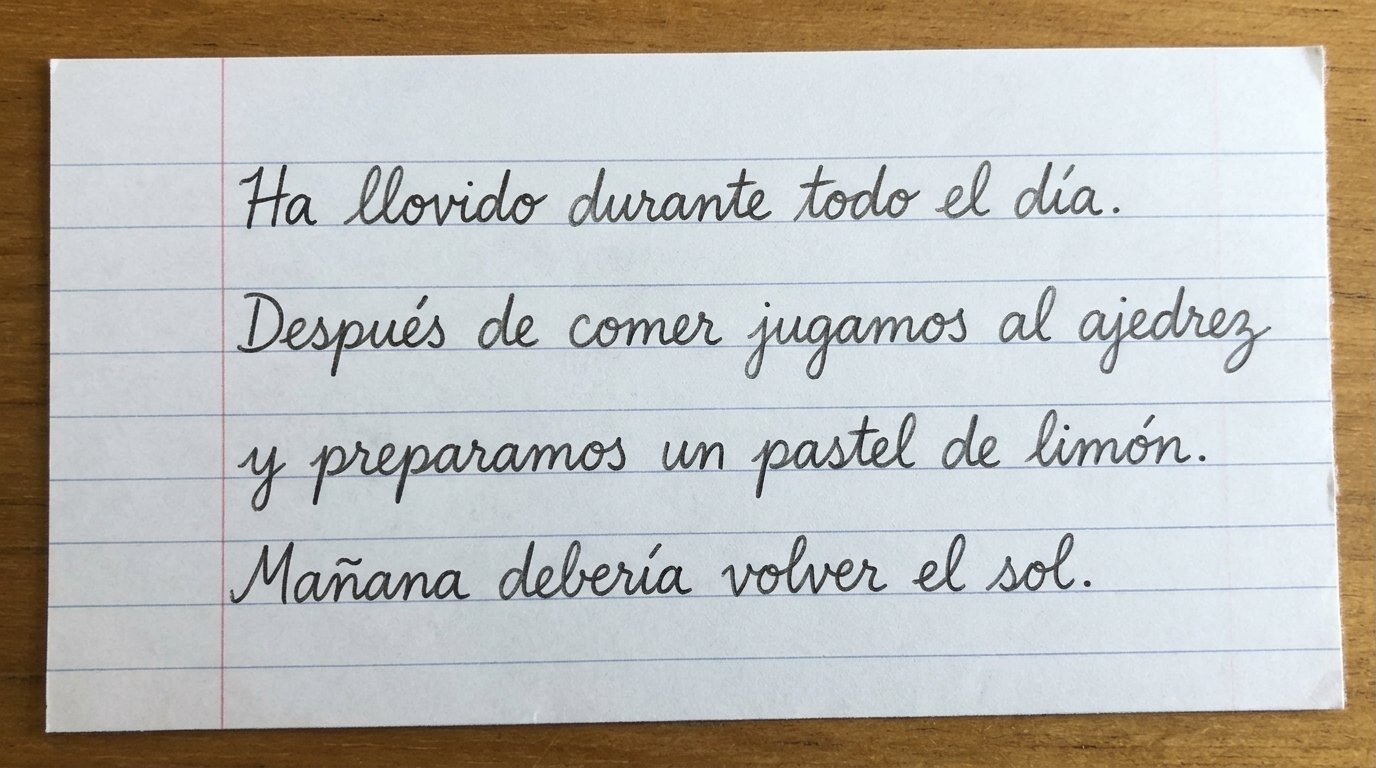 Ha llovido durante todo el día.
Después de comer jugamos al ajedrez
y preparamos un pastel de limón.
Mañana debería volver el sol.